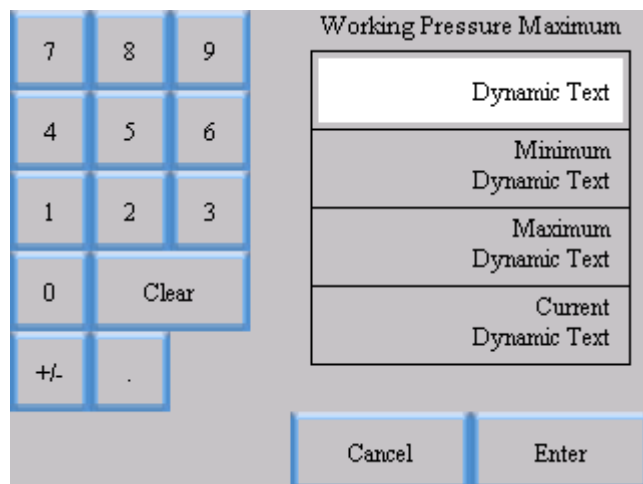 Working Pressure Maximum
7 8 9
Dynamic Text
4 5 6
Minimum
Dynamic Text
1 2 3
Maximum
Dynamic Text
0 Clear
Current
Dynamic Text
+/- .
Cancel Enter